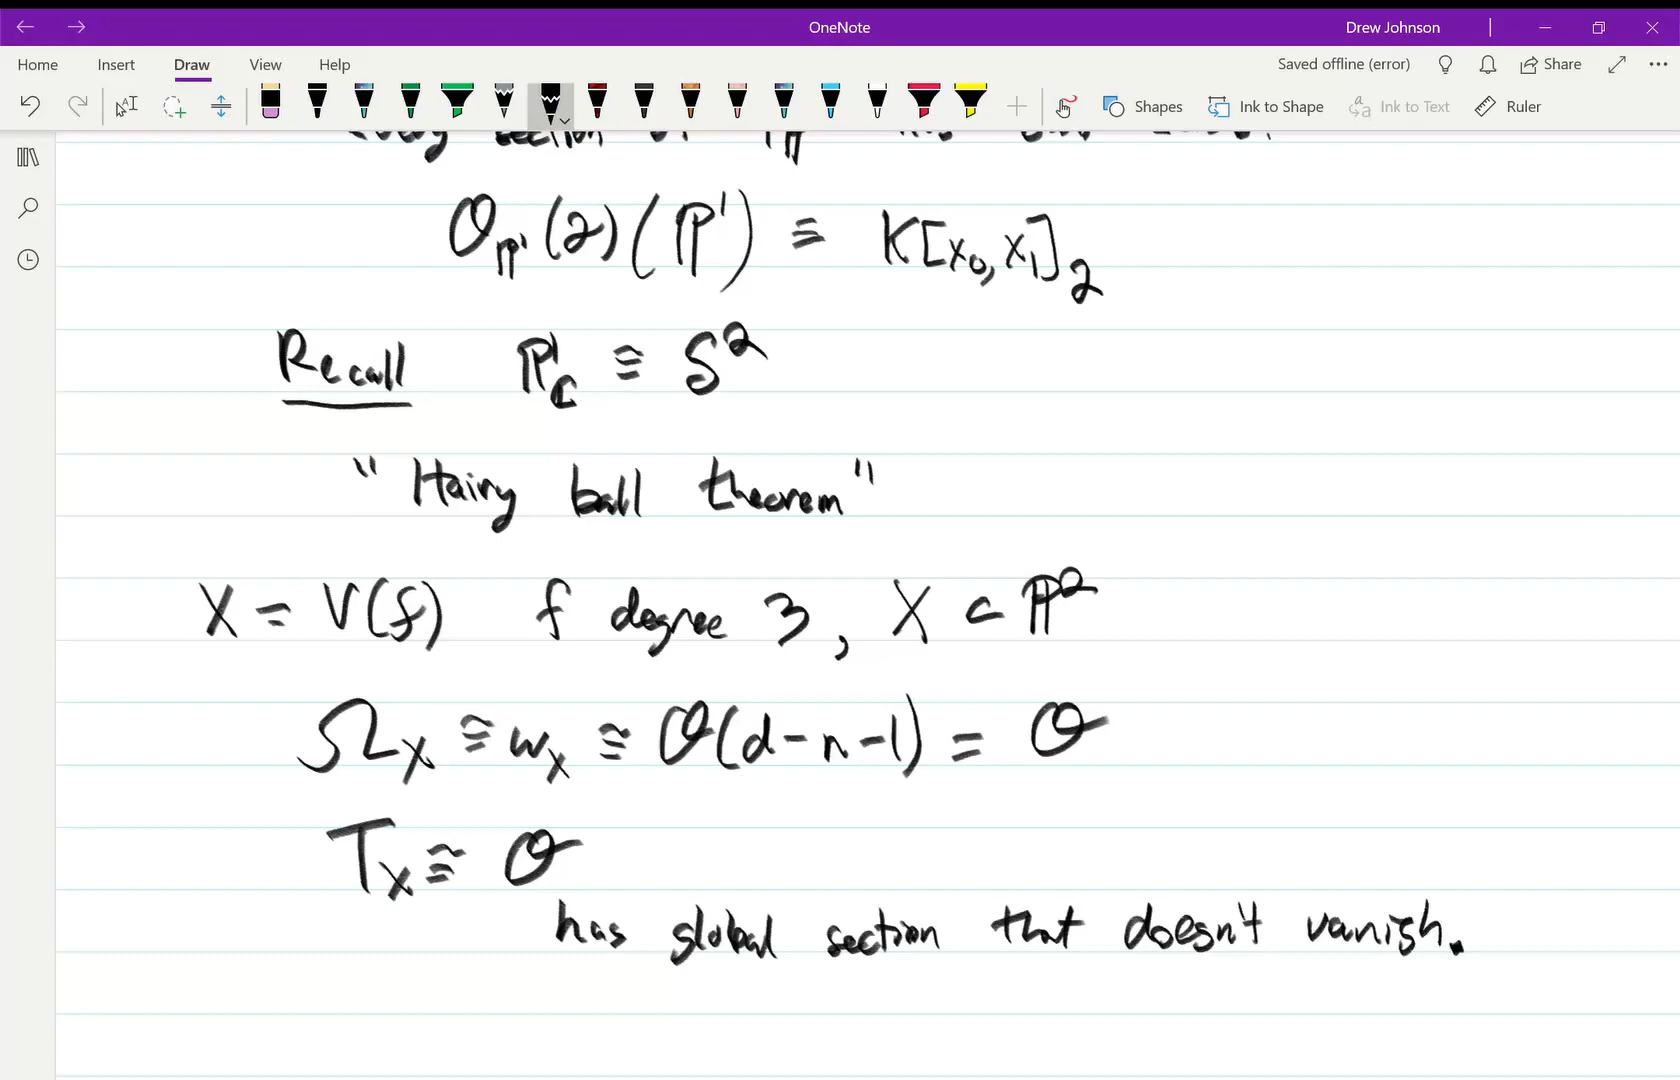 OneNote
Drew Johnson
Home Insert Draw View Help
Saved offline (error) Share
Shapes Ink to Shape Ink to Text Ruler
section
O_{P^1}(2)(P^1) ≅ K[x_0, x_1]_2
Recall P^1_C ≅ S^2
"Hairy ball theorem"
X = V(f) f degree 3, X ⊂ P^2
Ω_X ≅ ω_X ≅ O(d-n-1) = O
T_X ≅ O
has global section that doesn't vanish.